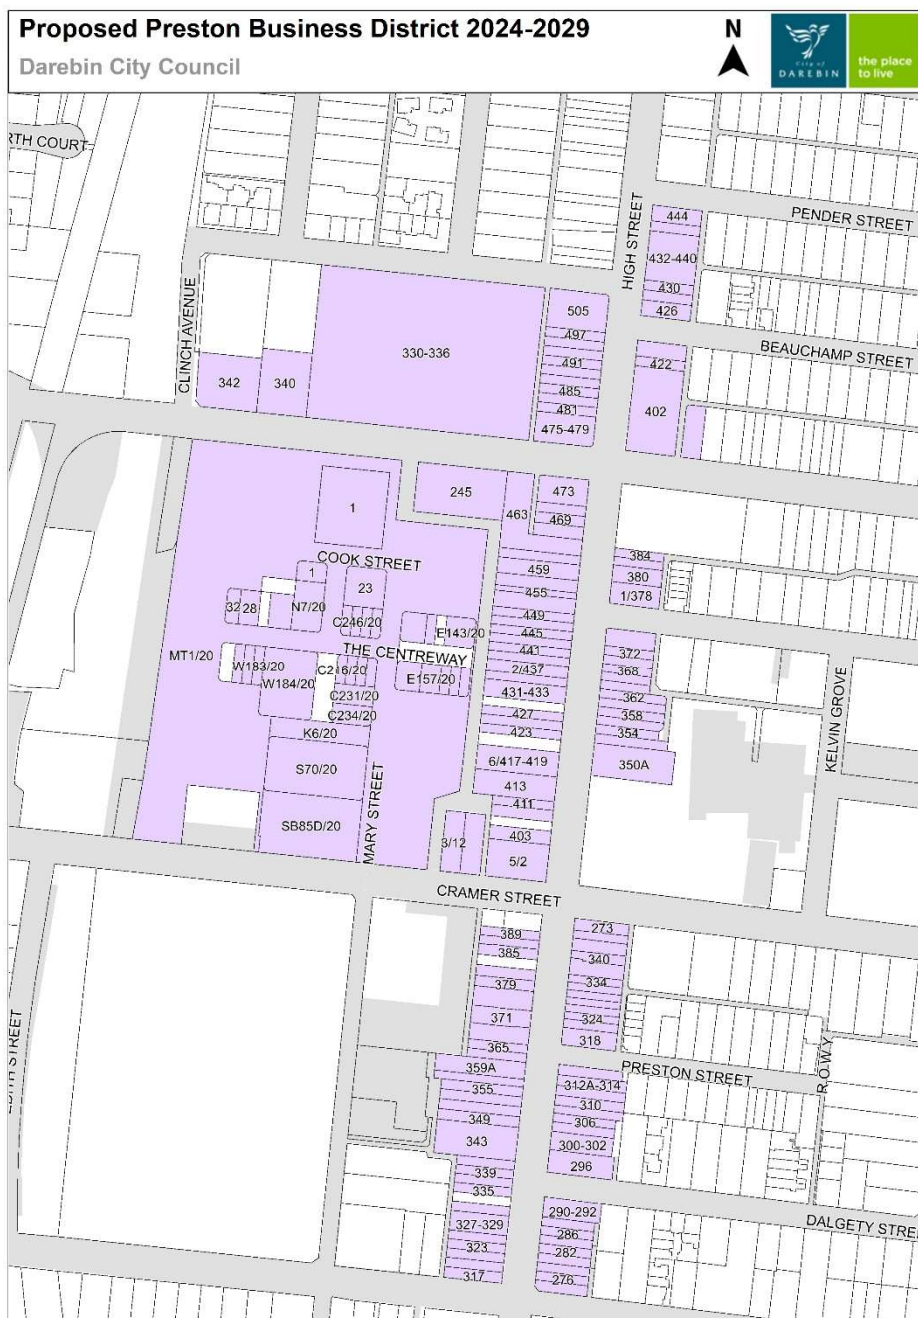 Proposed Preston Business District 2024-2029
Darebin City Council
N
City of
DAREBIN
the place
to live
RTH COURT
PENDER STREET
HIGH STREET
444
432-440
430
426
CLINCH AVENUE
505
497
491
485
481
475-479
330-336
342
340
BEAUCHAMP STREET
422
402
245
463
473
469
1
COOK STREET
459
455
449
445
441
2/437
431-433
427
423
6/417-419
413
411
403
5/2
384
380
1/378
372
368
362
358
354
350A
KELVIN GROVE
1
23
32
28
N7/20
C246/20
E143/20
THE CENTREWAY
MT1/20
W183/20
W184/20
C216/20
E157/20
C231/20
C234/20
K6/20
S70/20
SB85D/20
MARY STREET
3/12
CRAMER STREET
389
385
379
371
365
359A
355
349
343
339
335
327-329
323
317
273
340
334
324
318
PRESTON STREET
R.O.W.Y
312A-314
310
306
300-302
296
DALGETY STREE
290-292
286
282
276
STREET